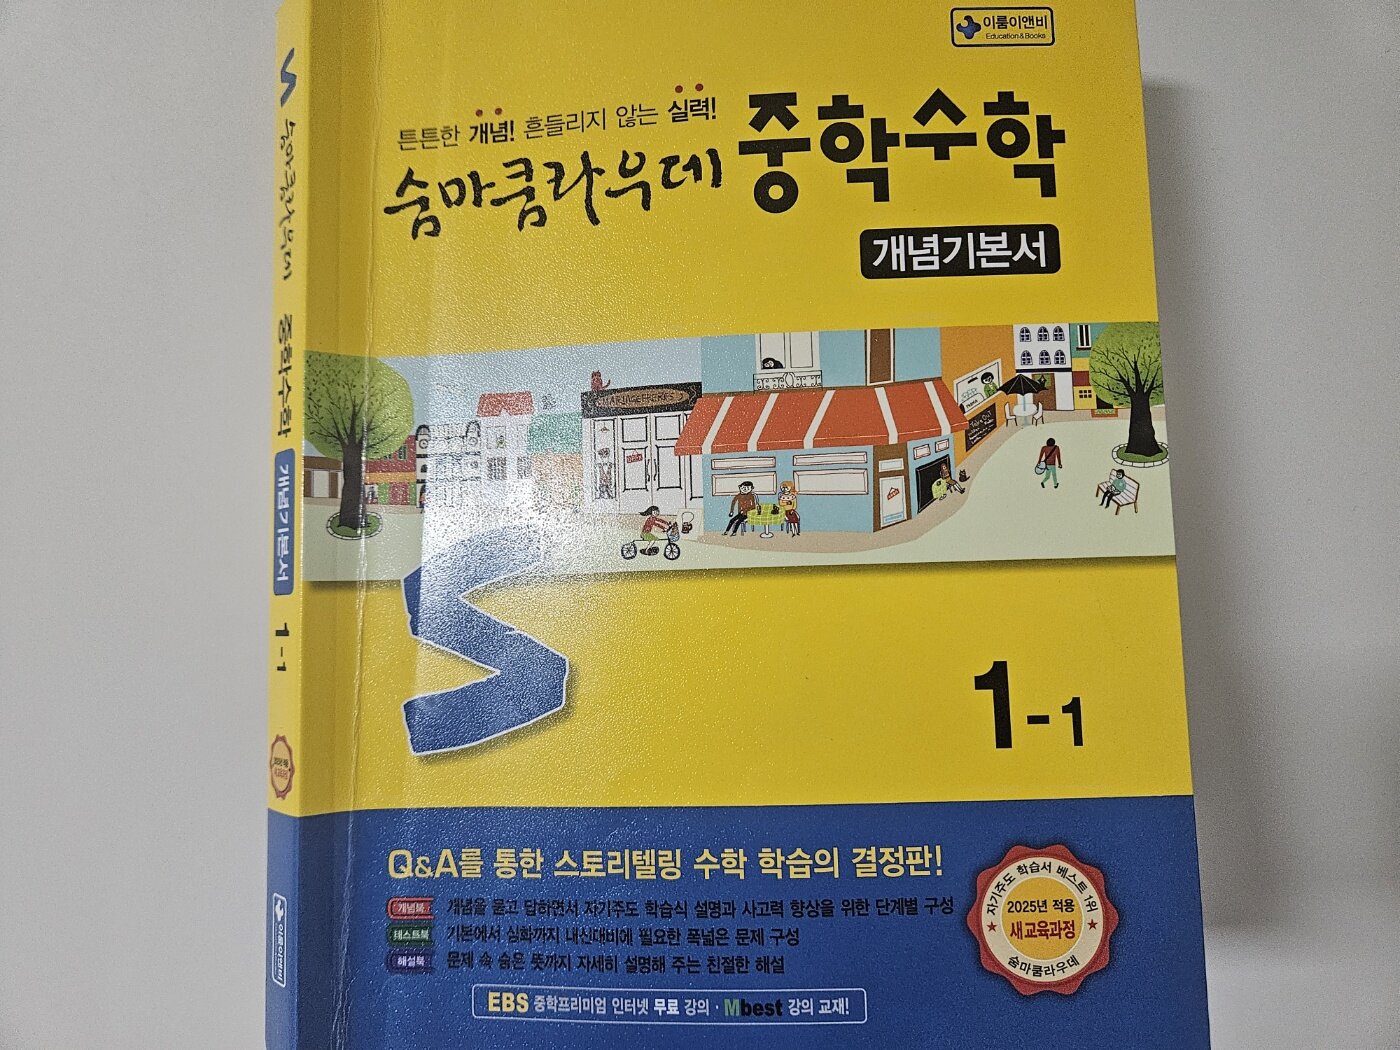 이룸이앤비
Education&Books
튼튼한 개념! 흔들리지 않는 실력!
숨마쿰라우데 중학수학
개념기본서
1-1
Q&A를 통한 스토리텔링 수학 학습의 결정판!
개념북 개념을 묻고 답하면서 자기주도 학습식 설명과 사고력 향상을 위한 단계별 구성
테스트북 기본에서 심화까지 내신대비에 필요한 폭넓은 문제 구성
해설북 문제 속 숨은 뜻까지 자세히 설명해 주는 친절한 해설
EBS 중학프리미엄 인터넷 무료 강의 · Mbest 강의 교재!
자기주도 학습서 베스트 1위
2025년 적용
새교육과정
숨마쿰라우데
숨마쿰라우데 중학수학 개념기본서 1-1
이룸이앤비